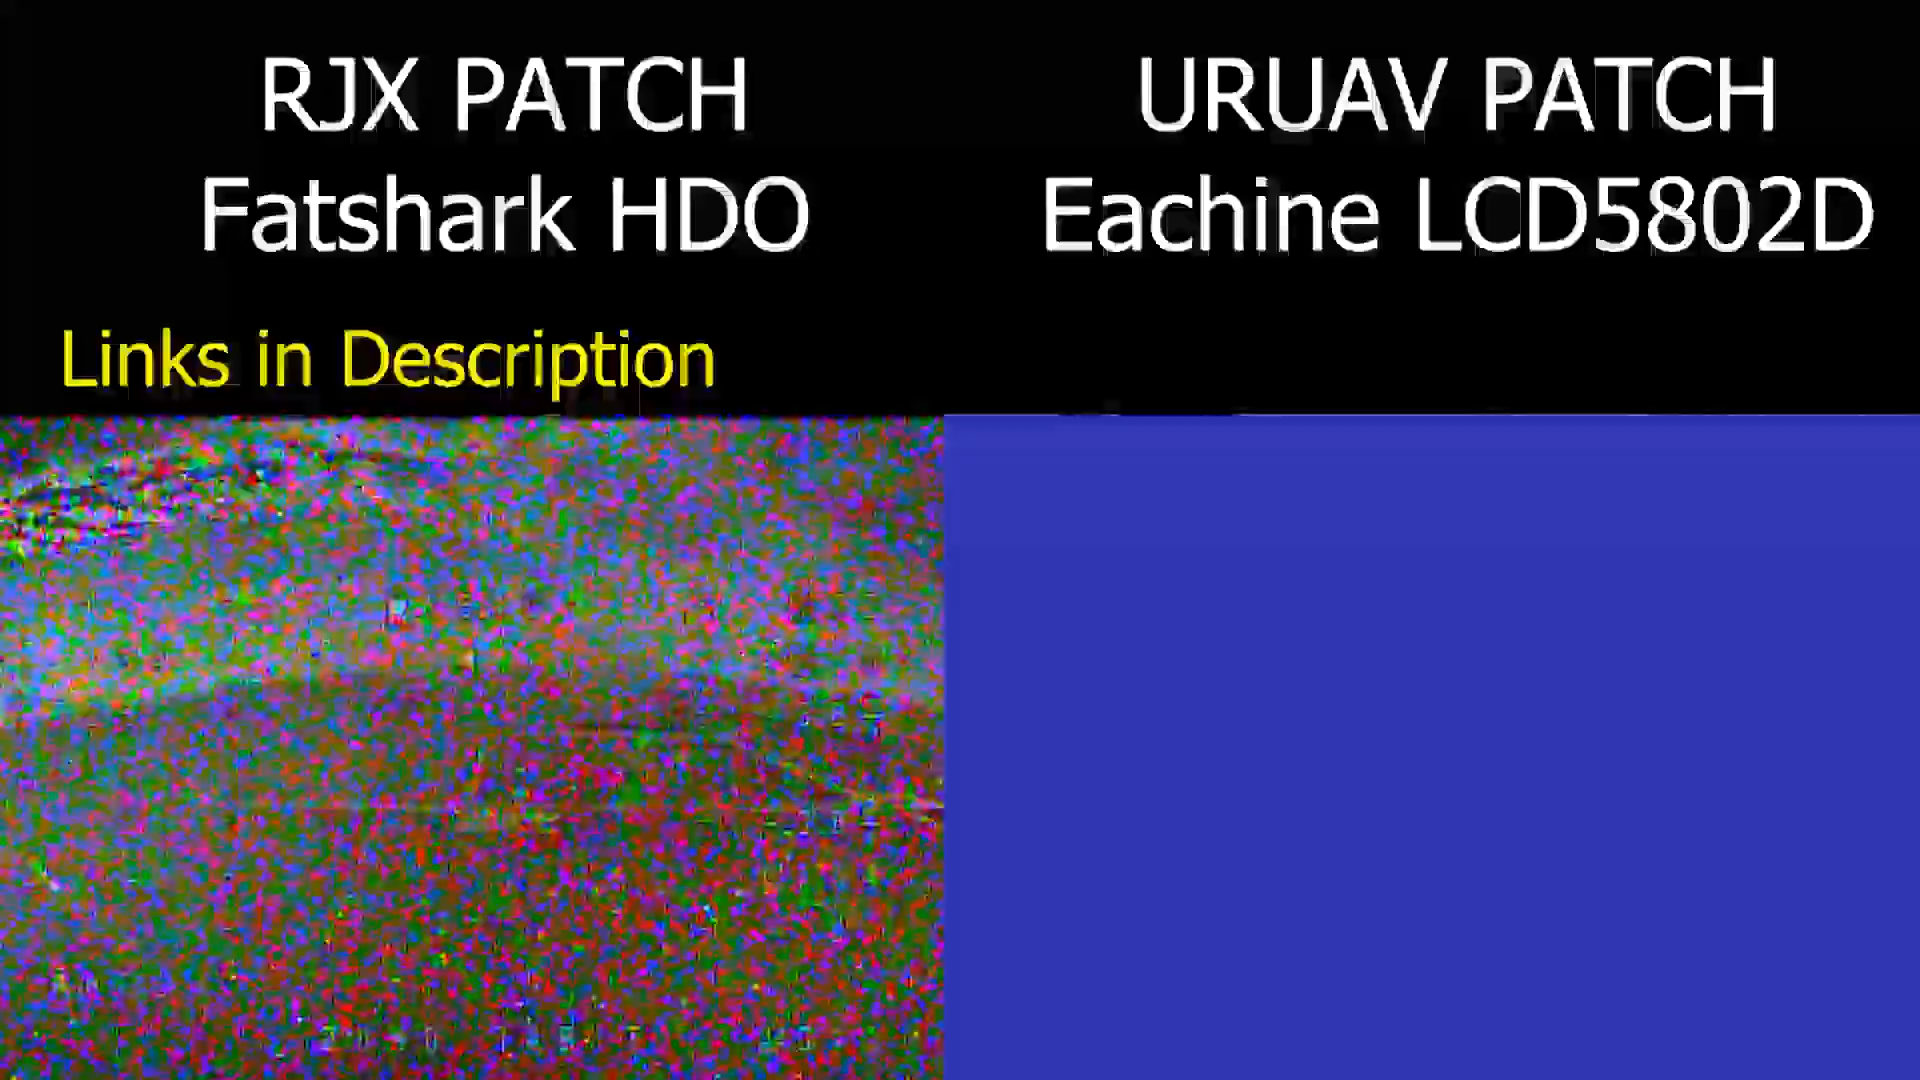 RJX PATCH
Fatshark HDO
URUAV PATCH
Eachine LCD5802D
Links in Description